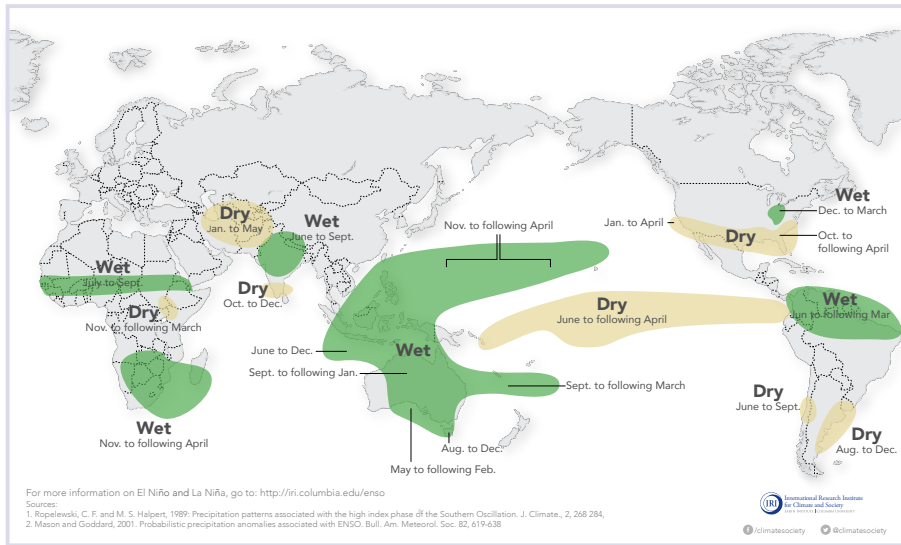 Wet
Dec. to March
Dry
Jan. to May
Wet
June to Sept.
Nov. to following April
Jan. to April
Dry
Oct. to
following April
Wet
July to Sept.
Dry
Oct. to Dec.
Dry
Nov. to following March
Dry
June to following April
Wet
Jun to following Mar
June to Dec.
Wet
Sept. to following Jan.
Sept. to following March
Dry
June to Sept.
Wet
Nov. to following April
Dry
Aug. to Dec.
Aug. to Dec.
May to following Feb.
For more information on El Niño and La Niña, go to: http://iri.columbia.edu/enso
Sources:
1. Ropelewski, C. F. and M. S. Halpert, 1989: Precipitation patterns associated with the high index phase df the Southern Oscillation. J. Climate., 2, 268 284,
2. Mason and Goddard, 2001. Probabilistic precipitation anomalies associated with ENSO. Bull. Am. Meteorol. Soc. 82, 619-638
IRI
International Research Institute
for Climate and Society
EARTH INSTITUTE | COLUMBIA UNIVERSITY
/climatesociety
@climatesociety